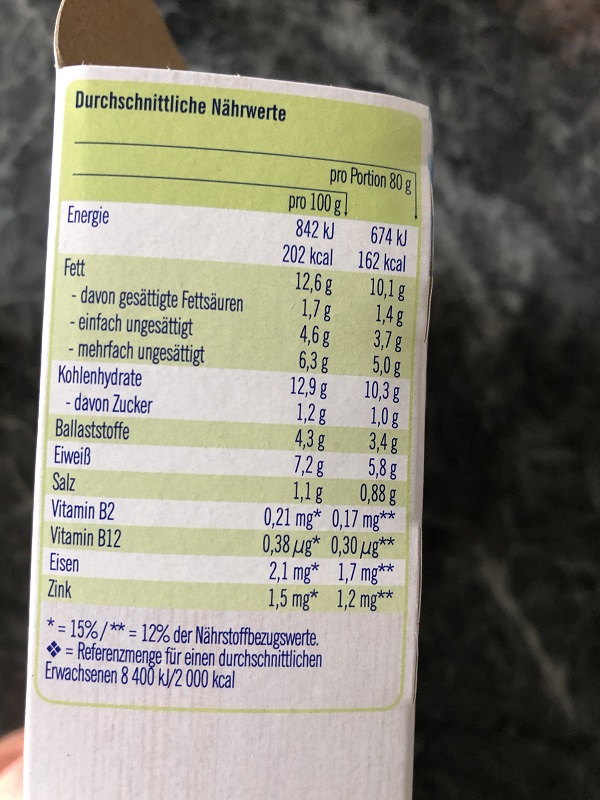 Durchschnittliche Nährwerte
pro Portion 80 g
pro 100 g
Energie 842 kJ 674 kJ
202 kcal 162 kcal
Fett 12,6 g 10,1 g
- davon gesättigte Fettsäuren 1,7 g 1,4 g
- einfach ungesättigt 4,6 g 3,7 g
- mehrfach ungesättigt 6,3 g 5,0 g
Kohlenhydrate 12,9 g 10,3 g
- davon Zucker 1,2 g 1,0 g
Ballaststoffe 4,3 g 3,4 g
Eiweiß 7,2 g 5,8 g
Salz 1,1 g 0,88 g
Vitamin B2 0,21 mg* 0,17 mg**
Vitamin B12 0,38 µg* 0,30 µg**
Eisen 2,1 mg* 1,7 mg**
Zink 1,5 mg* 1,2 mg**
* = 15%/** = 12% der Nährstoffbezugswerte.
❖ = Referenzmenge für einen durchschnittlichen
Erwachsenen 8 400 kJ/2 000 kcal